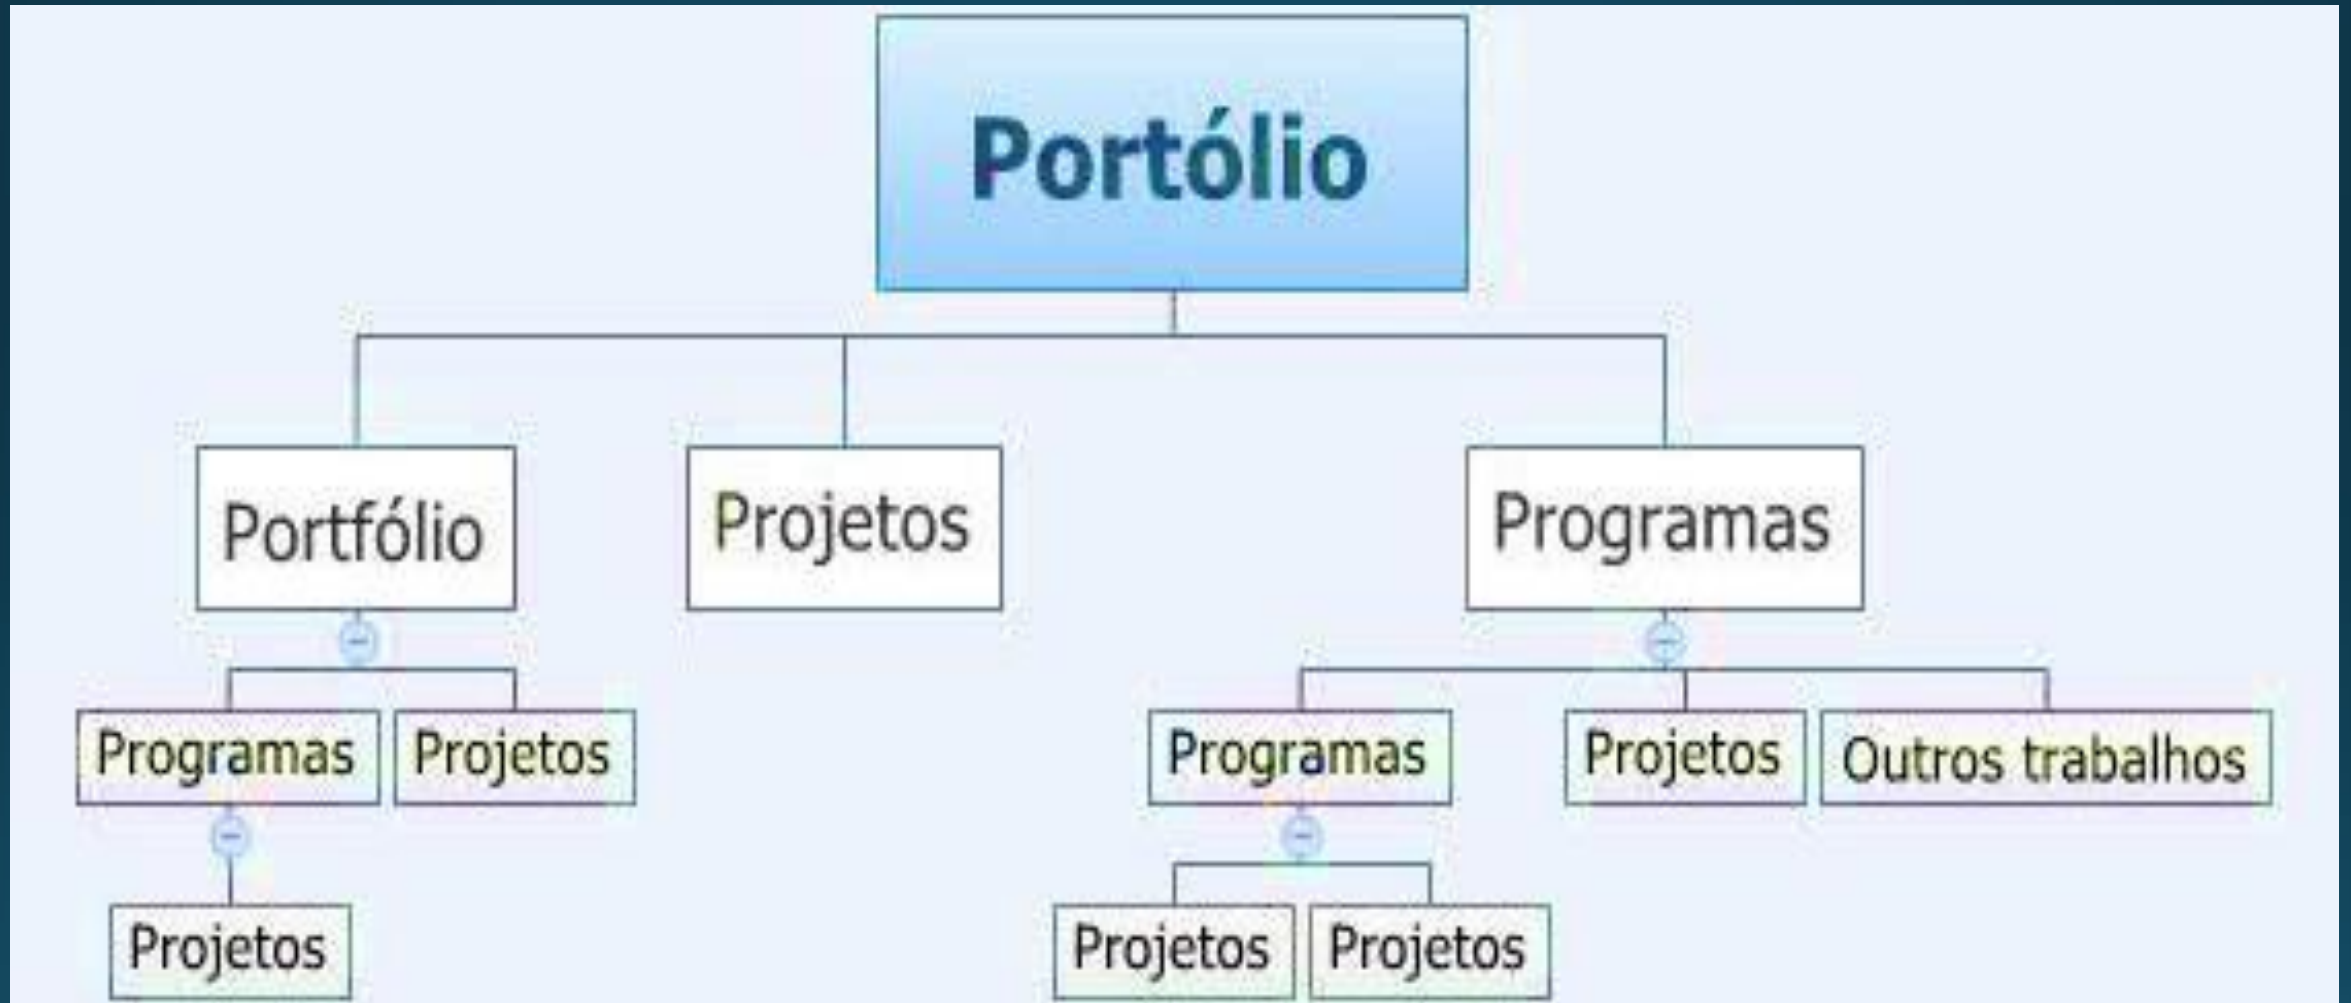 Portólio
Portfólio
Projetos
Programas
Programas
Projetos
Programas
Projetos
Outros trabalhos
Projetos
Projetos
Projetos